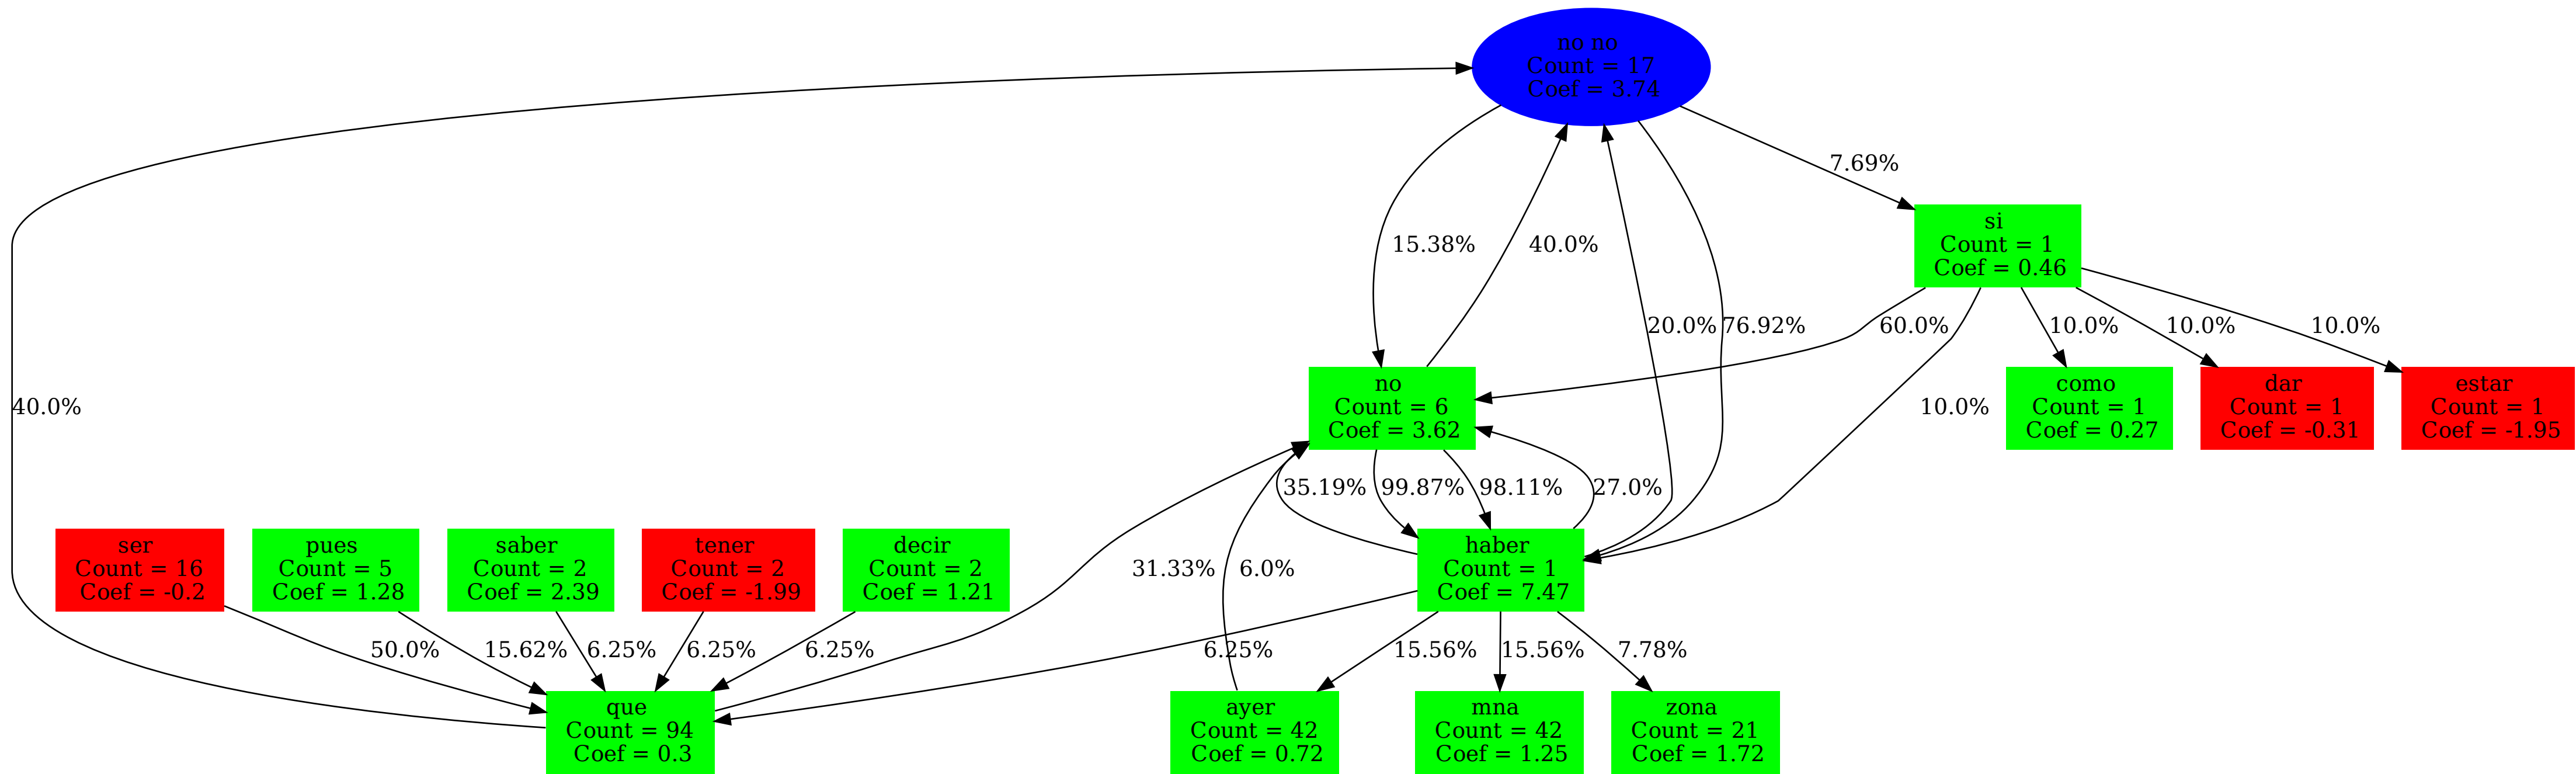 no no
Count = 17
Coef = 3.74
7.69%
si
Count = 1
Coef = 0.46
15.38%
40.0%
20.0%
76.92%
60.0%
10.0%
10.0%
10.0%
40.0%
no
Count = 6
Coef = 3.62
10.0%
como
Count = 1
Coef = 0.27
dar
Count = 1
Coef = -0.31
estar
Count = 1
Coef = -1.95
35.19%
99.87%
98.11%
27.0%
ser
Count = 16
Coef = -0.2
pues
Count = 5
Coef = 1.28
saber
Count = 2
Coef = 2.39
tener
Count = 2
Coef = -1.99
decir
Count = 2
Coef = 1.21
31.33%
6.0%
haber
Count = 1
Coef = 7.47
50.0%
15.62%
6.25%
6.25%
6.25%
6.25%
15.56%
15.56%
7.78%
que
Count = 94
Coef = 0.3
ayer
Count = 42
Coef = 0.72
mna
Count = 42
Coef = 1.25
zona
Count = 21
Coef = 1.72